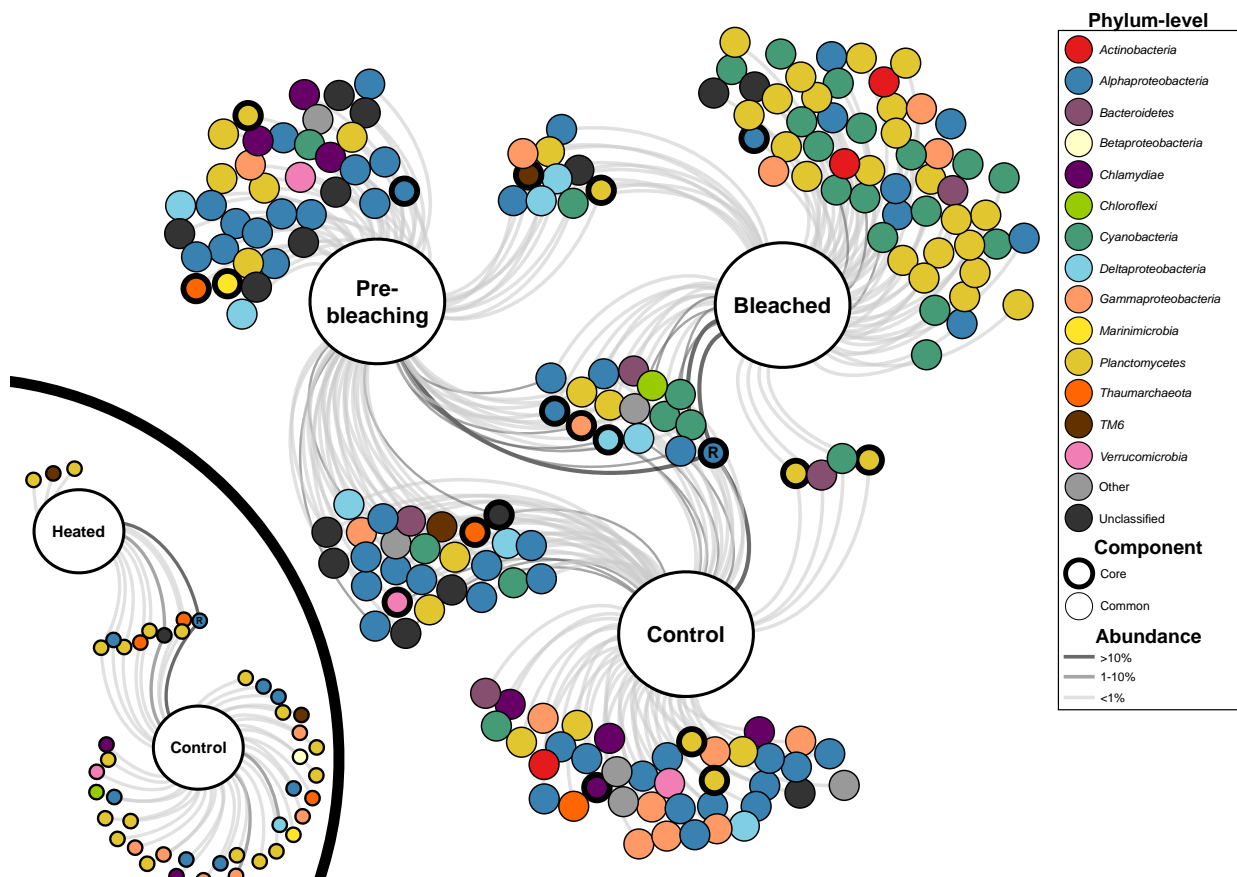 Phylum-level
Actinobacteria
Alphaproteobacteria
Bacteroidetes
Betaproteobacteria
Chlamydiae
Chloroflexi
Cyanobacteria
Deltaproteobacteria
Gammaproteobacteria
Marinimicrobia
Planctomycetes
Thaumarchaeota
TM6
Verrucomicrobia
Other
Unclassified
Component
Core
Common
Abundance
>10%
1-10%
<1%
Pre-
bleaching
Bleached
R
Control
Heated
R
Control